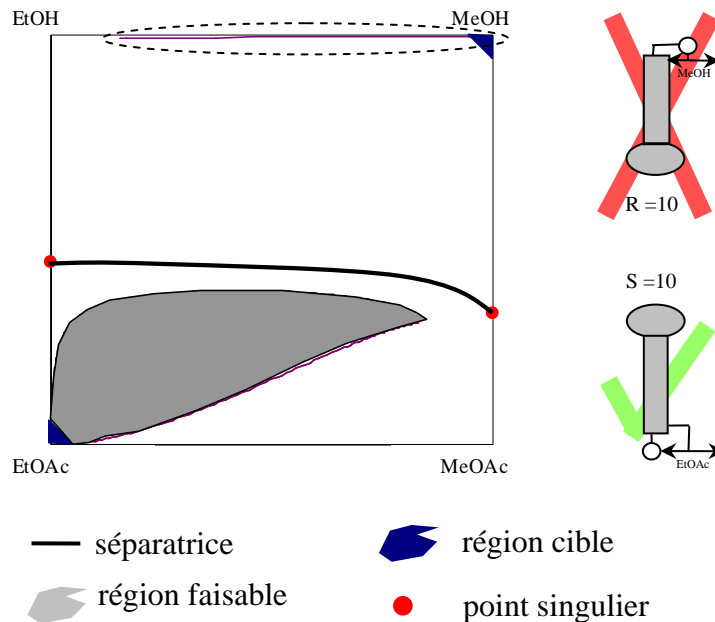 EtOH
MeOH
MeOH
R =10
S =10
EtOAc
EtOAc
MeOAc
séparatrice
région cible
région faisable
point singulier